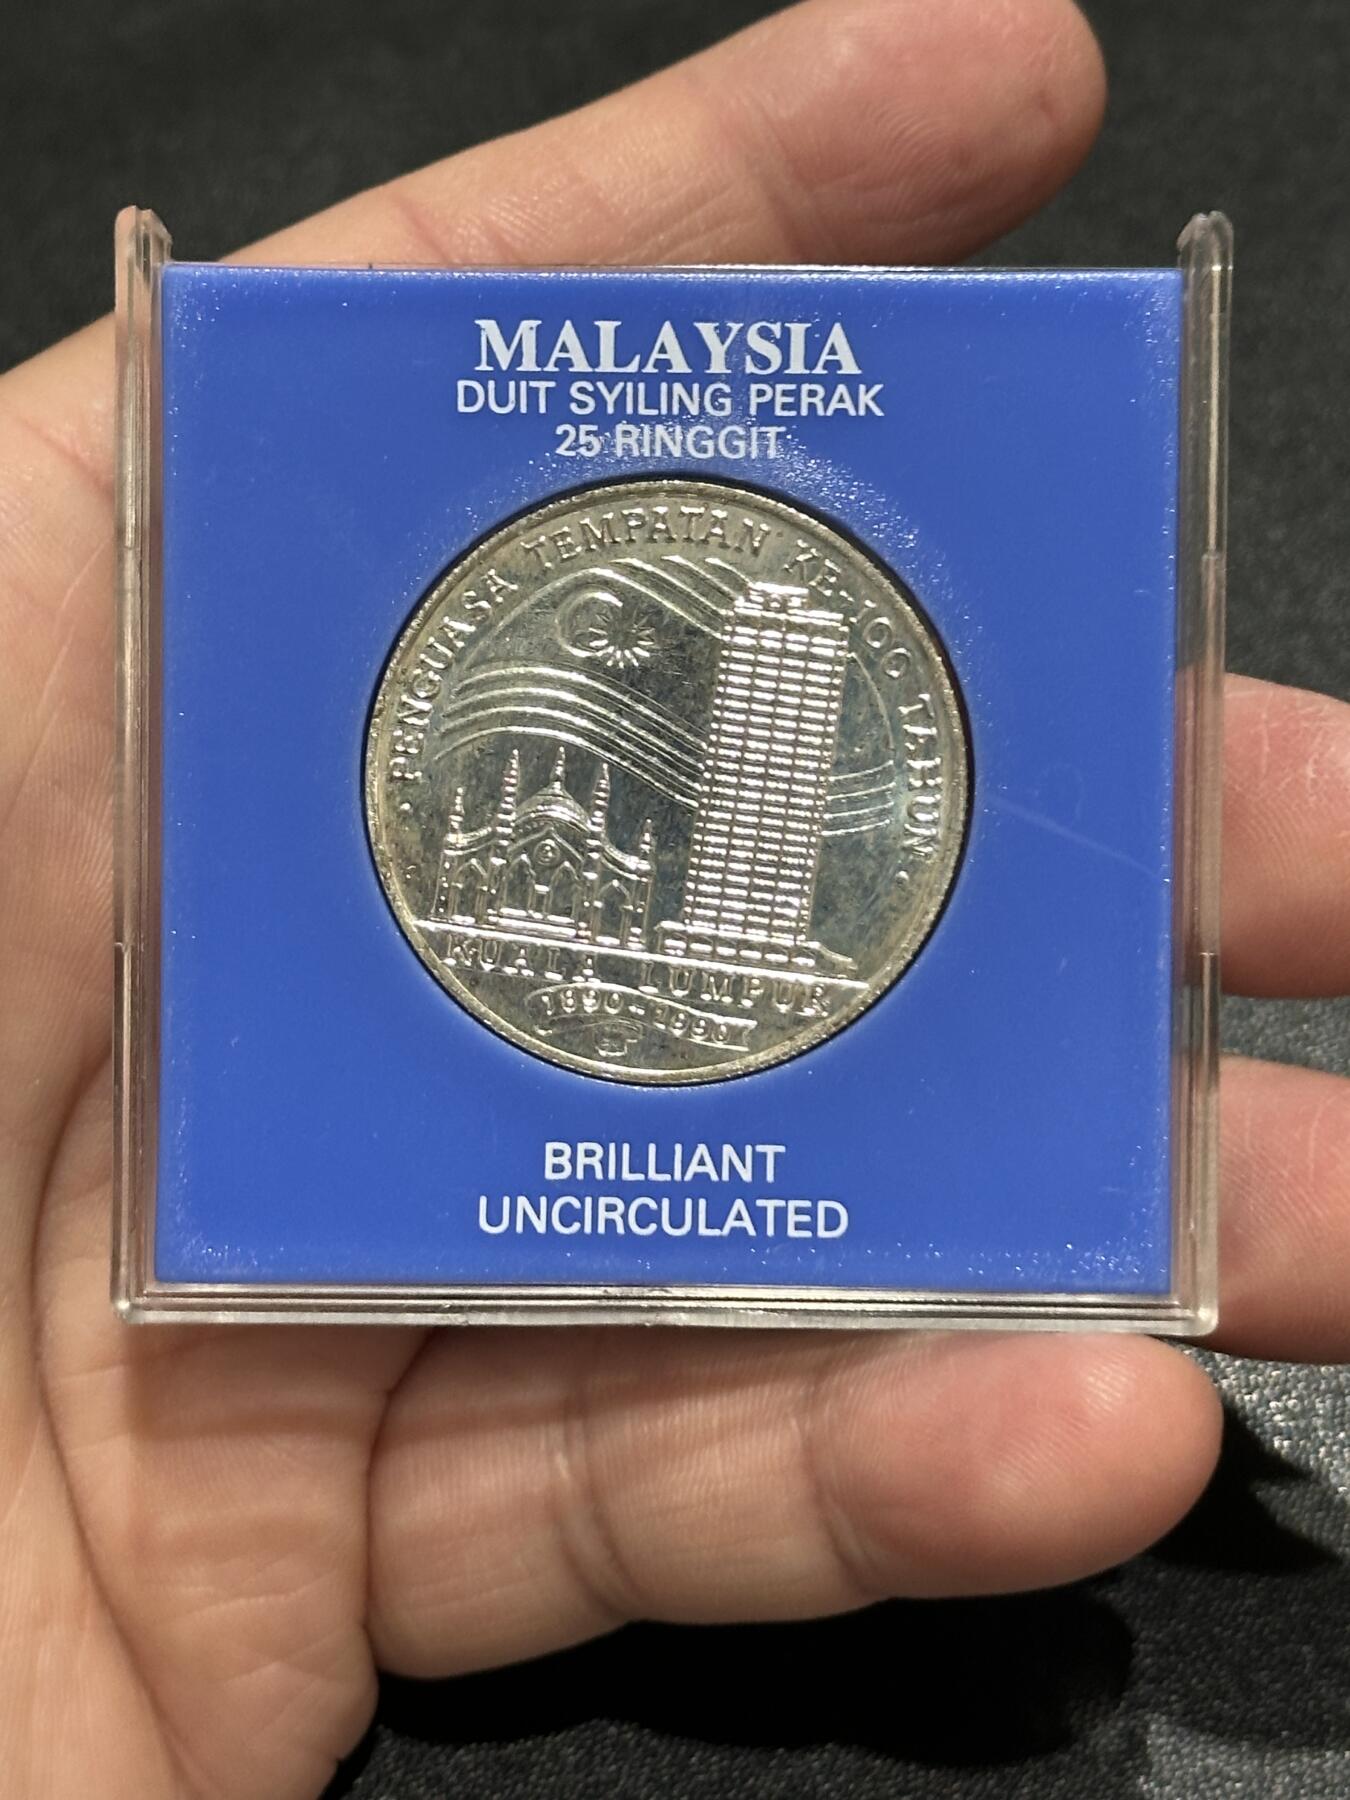 MALAYSIA
DUIT SYILING PERAK
25 RINGGIT
PENGUASA TEMPATAN KE-100 TAHUN
KUALA LUMPUR
1890-1990
BRILLIANT
UNCIRCULATED